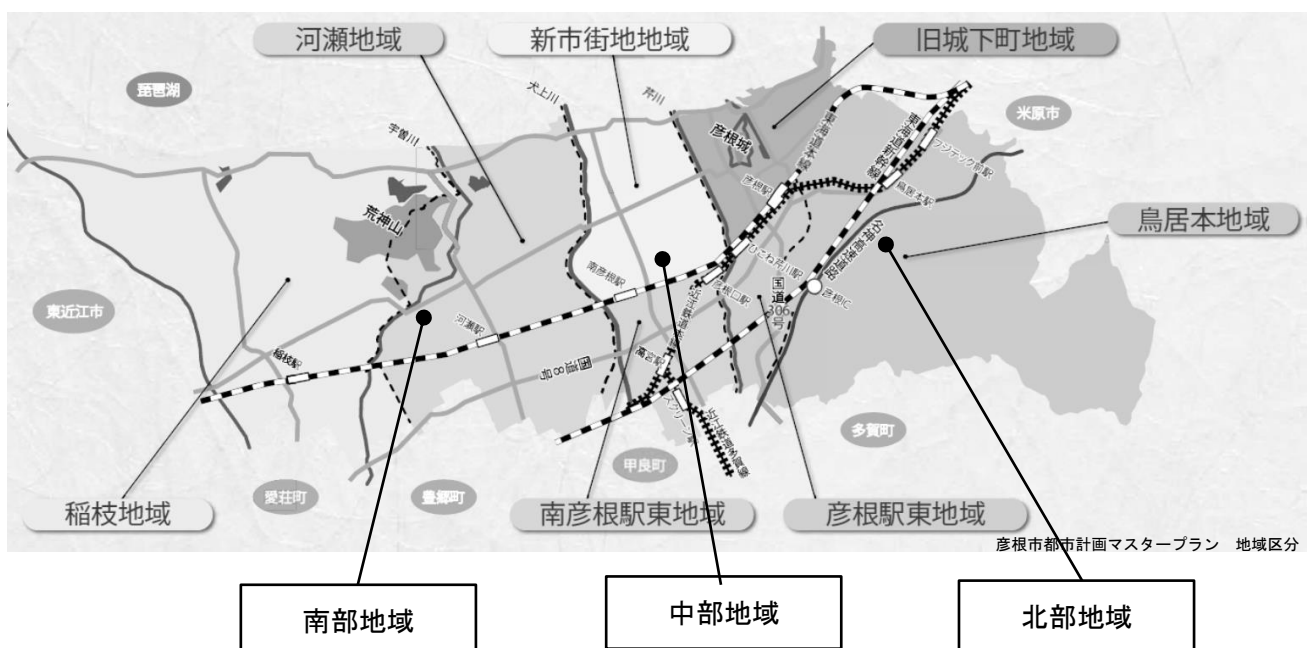 河瀬地域
新市街地地域
旧城下町地域
琵琶湖
犬上川
芹川
米原市
宇曽川
彦根城
東海道本線
東海道新幹線
フジテック前駅
彦根駅
鳥居本駅
荒神山
鳥居本地域
名神高速道路
ひこね芹川駅
南彦根駅
彦根口駅
国道306号
彦根IC
東近江市
河瀬駅
稲枝駅
国道8号
高宮駅
スクリーン駅
近江鉄道多賀線
多賀町
甲良町
愛荘町
豊郷町
稲枝地域
南彦根駅東地域
彦根駅東地域
彦根市都市計画マスタープラン 地域区分
南部地域
中部地域
北部地域